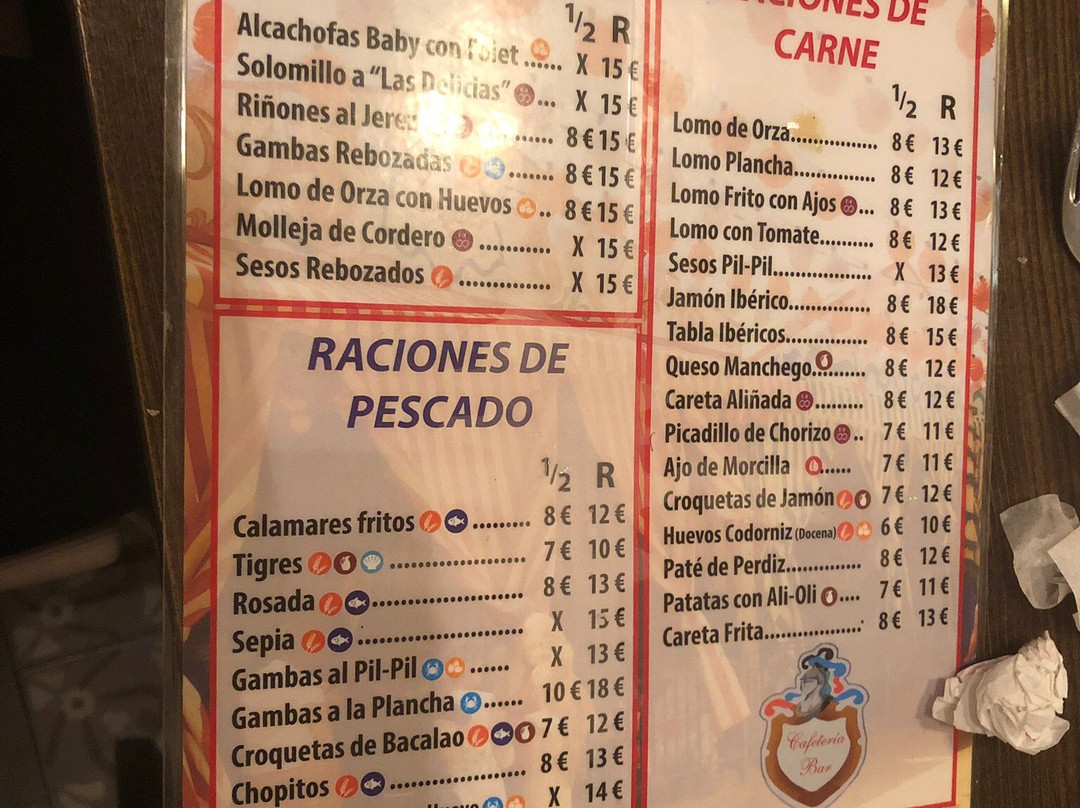 ½ R
Alcachofas Baby con Folet ...... X 15 €
Solomillo a "Las Delicias" ... X 15 €
Riñones al Jerez ......... 8 € 15 €
Gambas Rebozadas ....... 8 € 15 €
Lomo de Orza con Huevos .. 8 € 15 €
Molleja de Cordero ........... X 15 €
Sesos Rebozados .............. X 15 €
RACIONES DE
PESCADO
½ R
Calamares fritos ......... 8 € 12 €
Tigres ..................... 7 € 10 €
Rosada ........................ 8 € 13 €
Sepia .......................... X 15 €
Gambas al Pil-Pil ...... X 13 €
Gambas a la Plancha ...... 10 € 18 €
Croquetas de Bacalao ... 7 € 12 €
Chopitos ..................... 8 € 13 €
X 14 €
RACIONES DE
CARNE
½ R
Lomo de Orza................ 8 € 13 €
Lomo Plancha............... 8 € 12 €
Lomo Frito con Ajos ... 8 € 13 €
Lomo con Tomate.......... 8 € 12 €
Sesos Pil-Pil.................. X 13 €
Jamón Ibérico............... 8 € 18 €
Tabla Ibéricos............... 8 € 15 €
Queso Manchego.......... 8 € 12 €
Careta Aliñada ......... 8 € 12 €
Picadillo de Chorizo .. 7 € 11 €
Ajo de Morcilla ...... 7 € 11 €
Croquetas de Jamón 7 € 12 €
Huevos Codorniz (Docena) 6 € 10 €
Paté de Perdiz.............. 8 € 12 €
Patatas con Ali-Oli .... 7 € 11 €
Careta Frita.................. 8 € 13 €
Cafetería
Bar